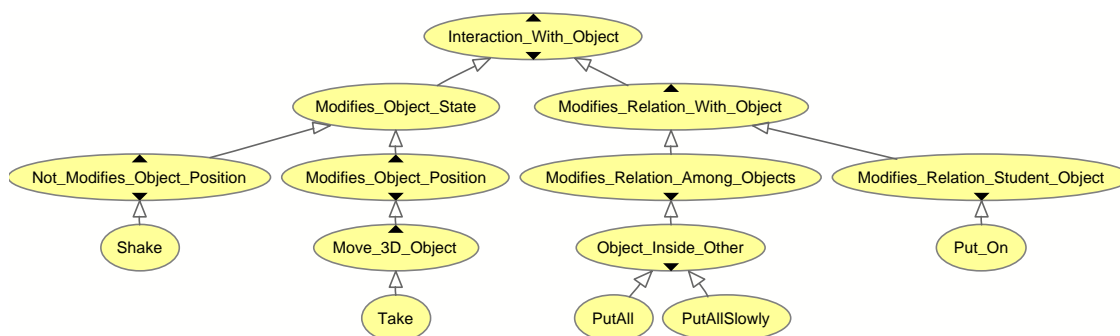 Interaction_With_Object
Modifies_Object_State
Modifies_Relation_With_Object
Not_Modifies_Object_Position
Modifies_Object_Position
Modifies_Relation_Among_Objects
Modifies_Relation_Student_Object
Shake
Move_3D_Object
Object_Inside_Other
Put_On
Take
PutAll
PutAllSlowly